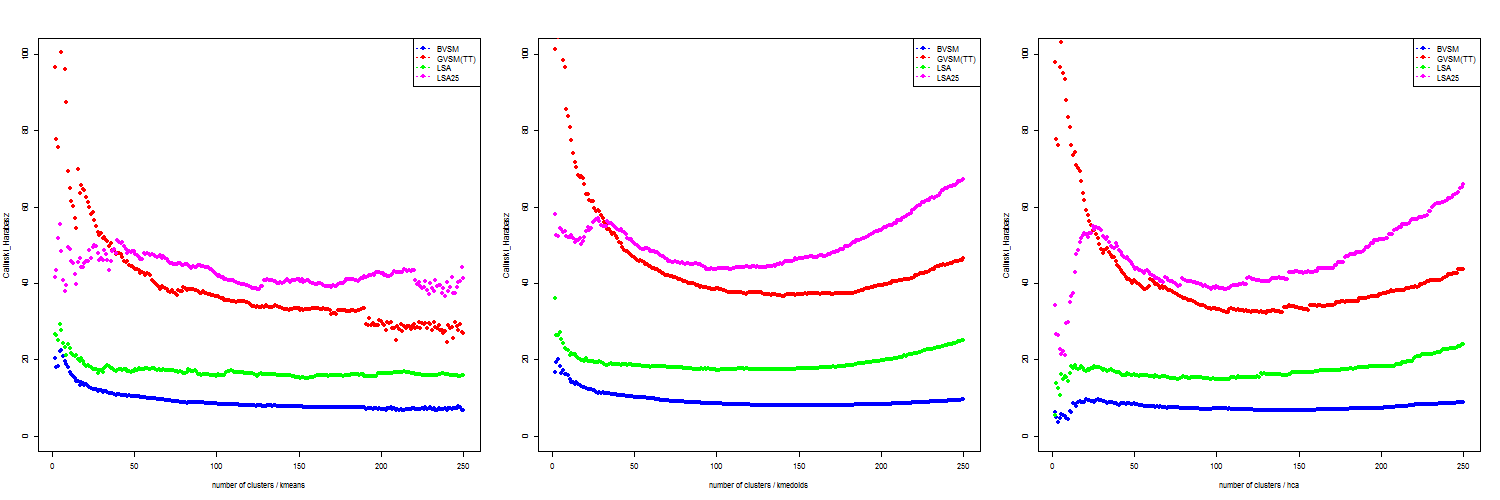 BVSM
GVSM(TT)
LSA
LSA25
Calinski_Harabasz
100
80
60
40
20
0
0 50 100 150 200 250
number of clusters / kmeans
BVSM
GVSM(TT)
LSA
LSA25
Calinski_Harabasz
100
80
60
40
20
0
0 50 100 150 200 250
number of clusters / kmedoids
BVSM
GVSM(TT)
LSA
LSA25
Calinski_Harabasz
100
80
60
40
20
0
0 50 100 150 200 250
number of clusters / hca